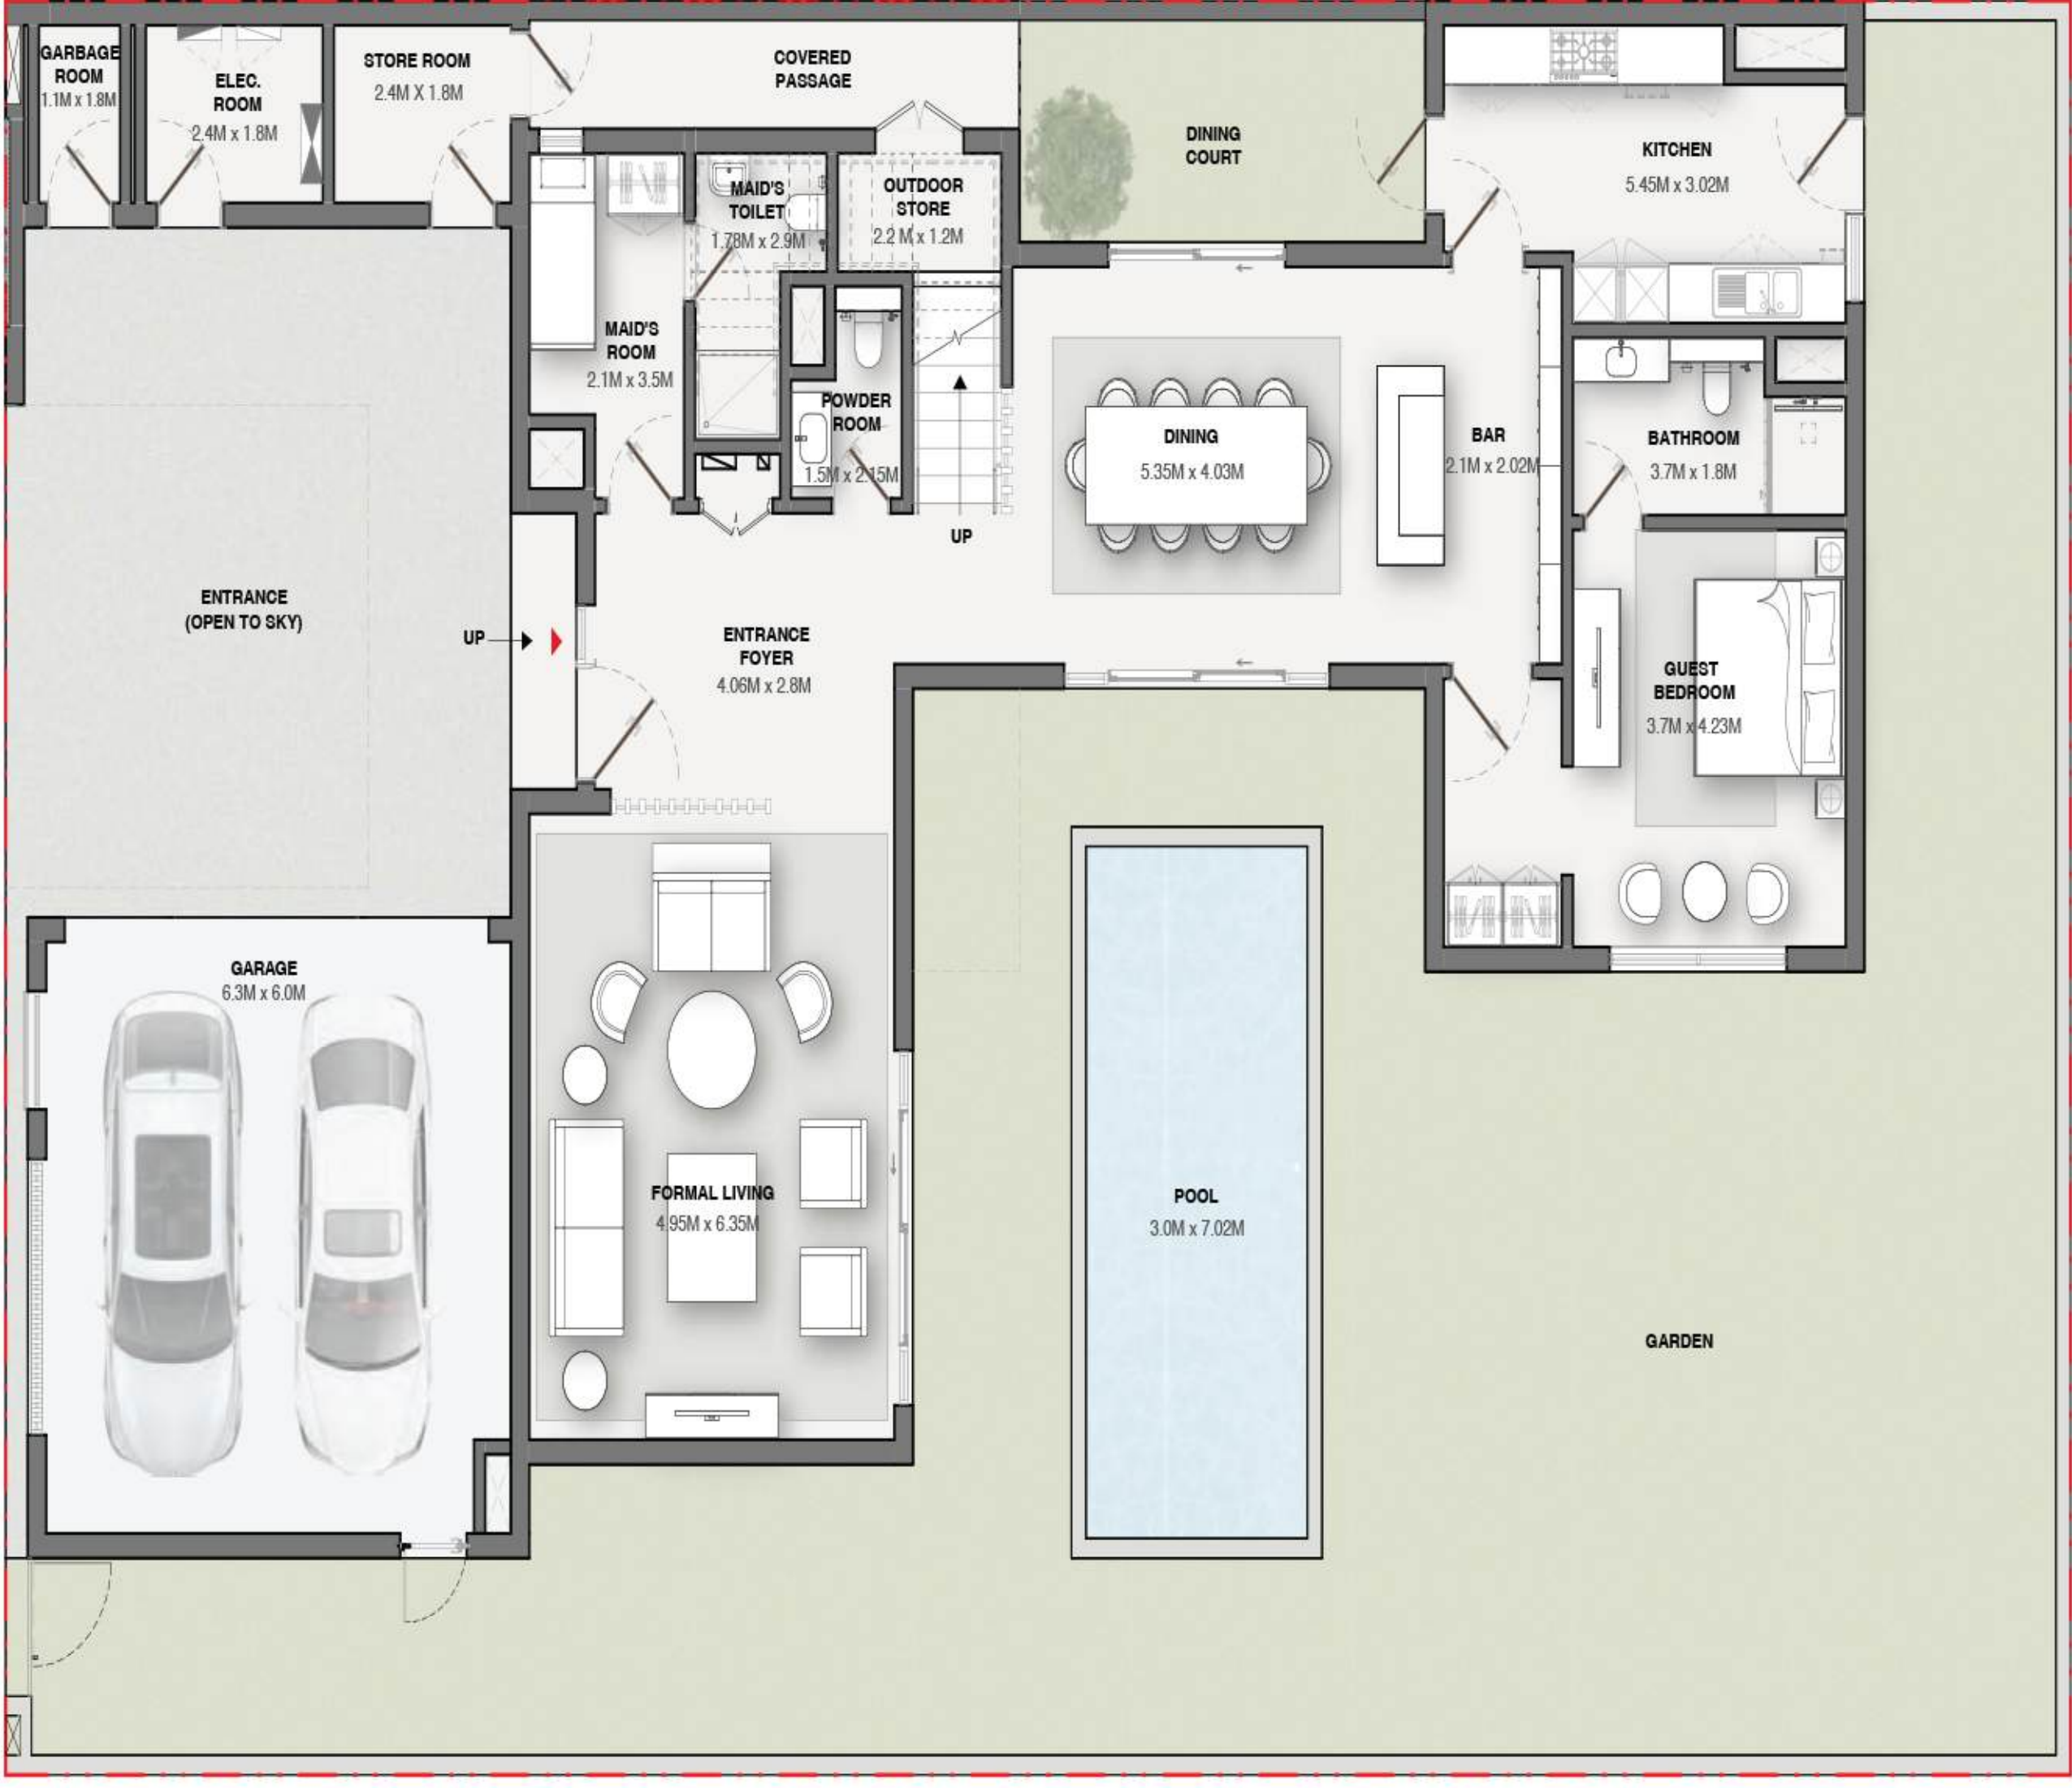 GARBAGE
ROOM
1.1M x 1.8M
ELEC.
ROOM
2.4M x 1.8M
STORE ROOM
2.4M X 1.8M
COVERED
PASSAGE
DINING
COURT
KITCHEN
5.45M x 3.02M
MAID'S
TOILET
1.78M x 2.9M
OUTDOOR
STORE
2.2 M x 1.2M
MAID'S
ROOM
2.1M x 3.5M
POWDER
ROOM
1.5M x 2.15M
UP
DINING
5.35M x 4.03M
BAR
2.1M x 2.02M
BATHROOM
3.7M x 1.8M
ENTRANCE
(OPEN TO SKY)
UP
ENTRANCE
FOYER
4.06M x 2.8M
GUEST
BEDROOM
3.7M x 4.23M
GARAGE
6.3M x 6.0M
FORMAL LIVING
4.95M x 6.35M
POOL
3.0M x 7.02M
GARDEN